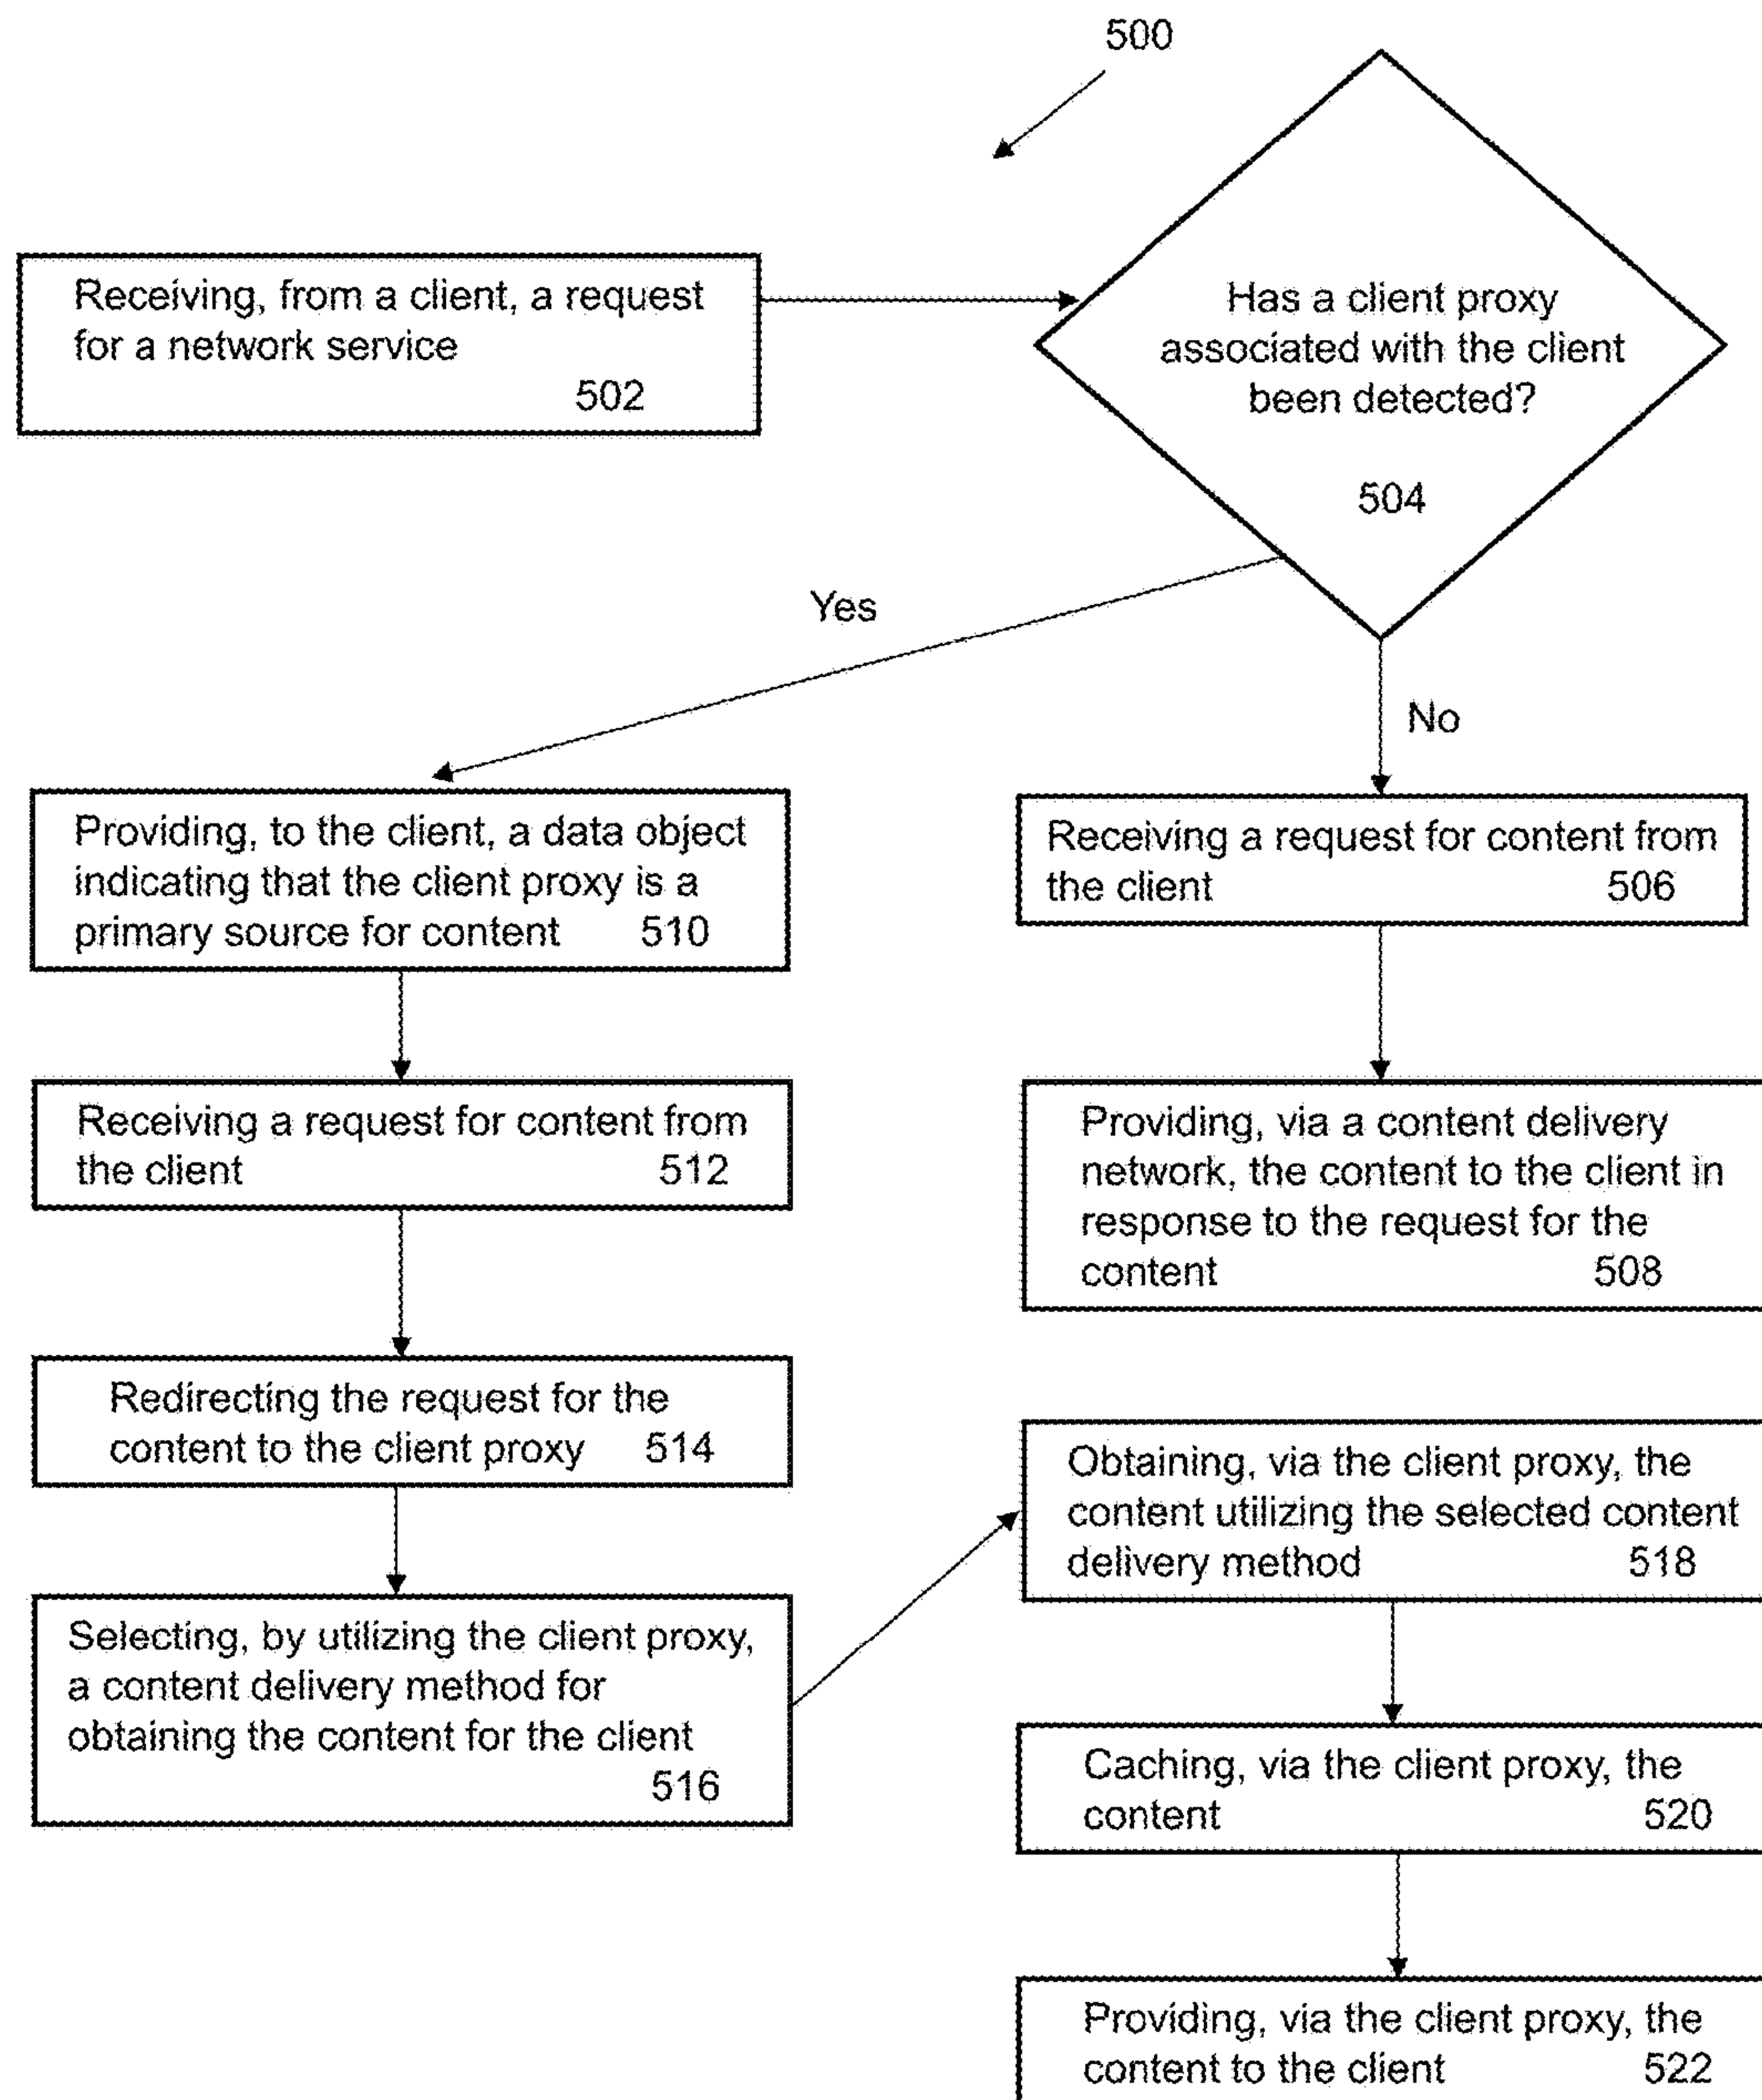 500
Receiving, from a client, a request
for a network service
502
Has a client proxy
associated with the client
been detected?
504
Yes
No
Providing, to the client, a data object
indicating that the client proxy is a
primary source for content 510
Receiving a request for content from
the client 506
Receiving a request for content from
the client 512
Providing, via a content delivery
network, the content to the client in
response to the request for the
content 508
Redirecting the request for the
content to the client proxy 514
Selecting, by utilizing the client proxy,
a content delivery method for
obtaining the content for the client
516
Obtaining, via the client proxy, the
content utilizing the selected content
delivery method 518
Caching, via the client proxy, the
content 520
Providing, via the client proxy, the
content to the client 522